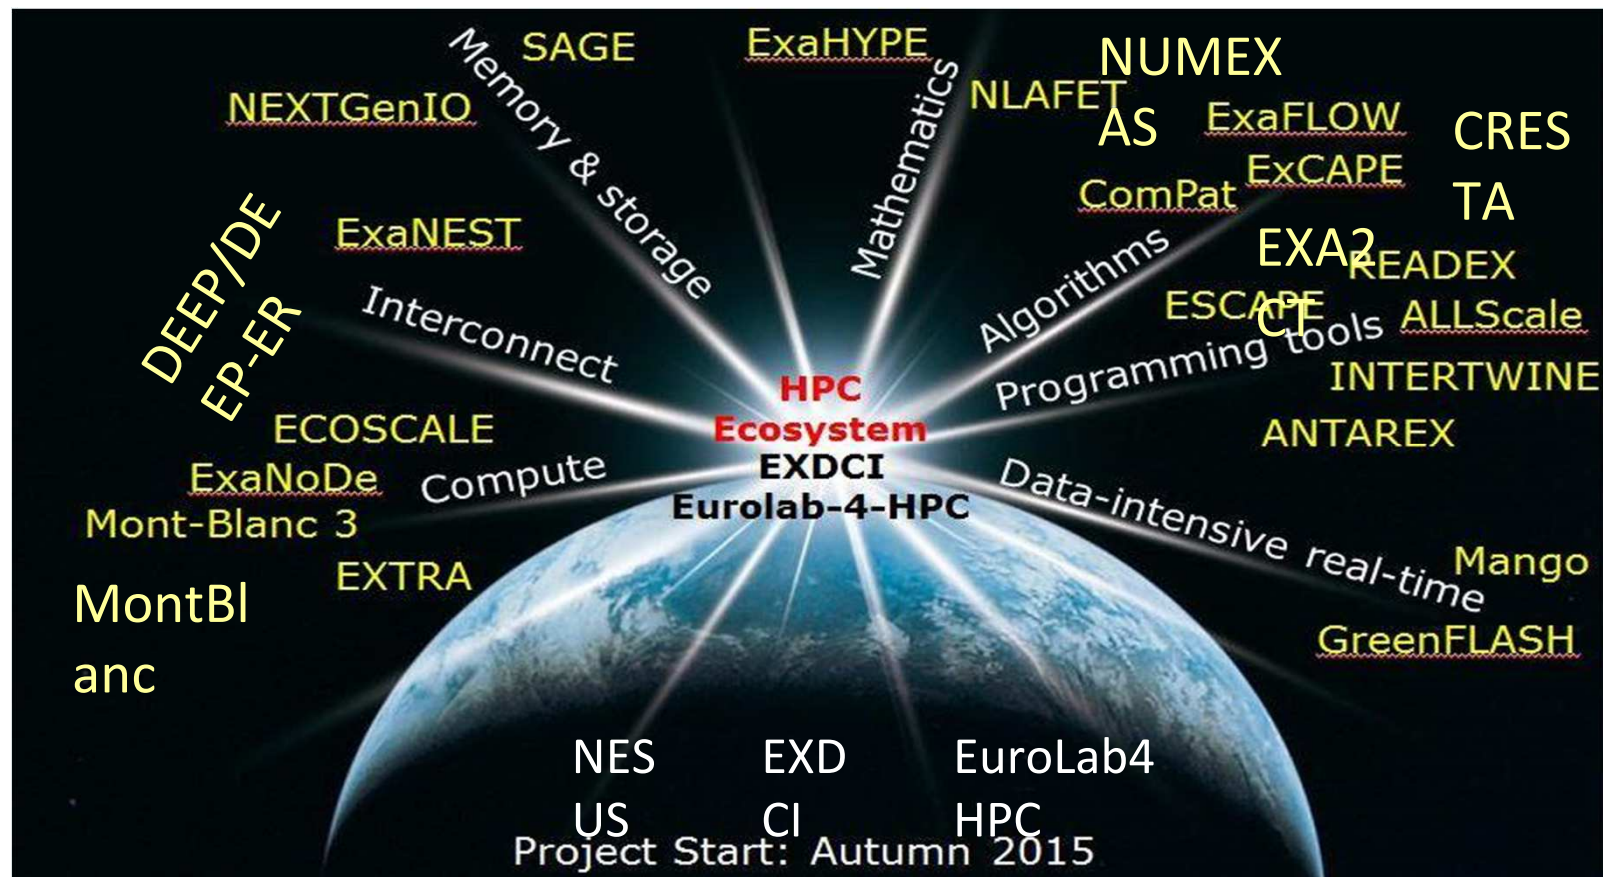 SAGE
ExaHYPE
NUMEX
AS
NEXTGenIO
Memory & storage
Mathematics
NLAFET
ExaFLOW
CRES
TA
ExCAPE
ComPat
ExaNEST
DEEP/DE
EP-ER
Interconnect
Algorithms
EXA2
CT
READEX
ESCAPE
ALLScale
Programming tools
INTERTWINE
HPC
Ecosystem
EXDCI
Eurolab-4-HPC
ANTAREX
ECOSCALE
ExaNoDe
Compute
Mont-Blanc 3
EXTRA
MontBl
anc
Data-intensive real-time
Mango
GreenFLASH
NES
US
EXD
CI
EuroLab4
HPC
Project Start: Autumn 2015